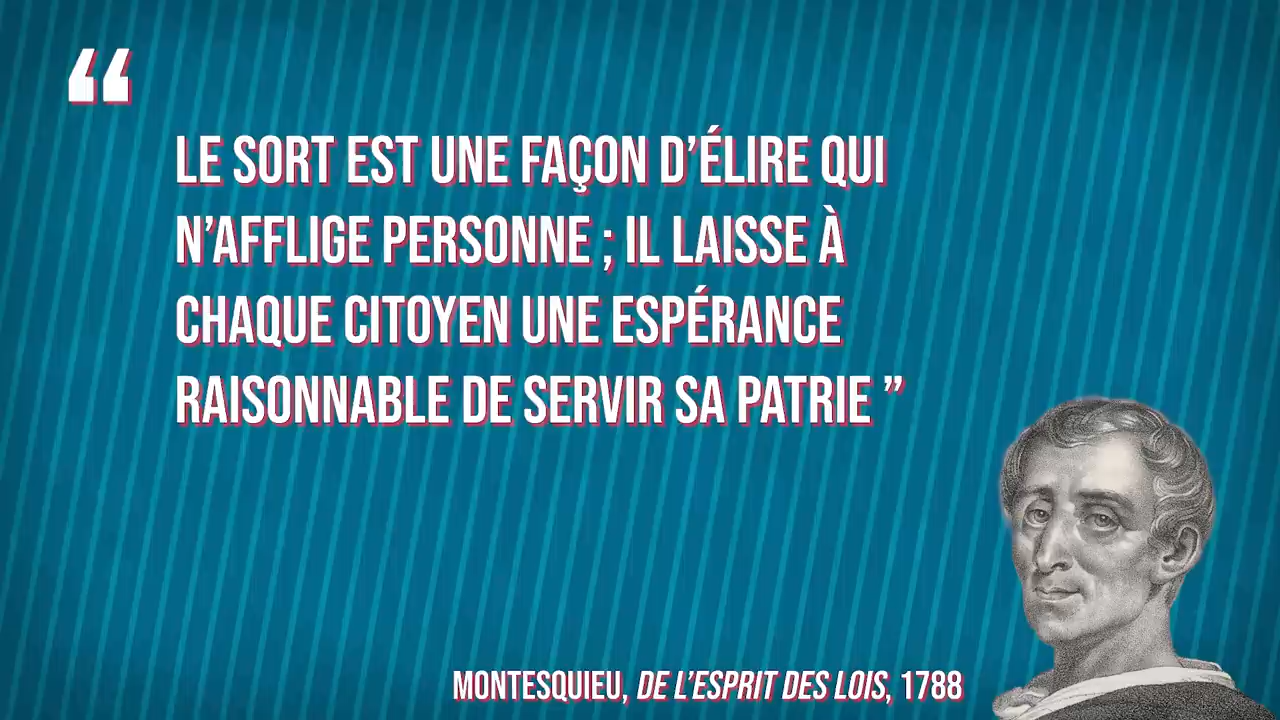 “
LE SORT EST UNE FAÇON D’ÉLIRE QUI
N’AFFLIGE PERSONNE ; IL LAISSE À
CHAQUE CITOYEN UNE ESPÉRANCE
RAISONNABLE DE SERVIR SA PATRIE ”
MONTESQUIEU, DE L’ESPRIT DES LOIS, 1788